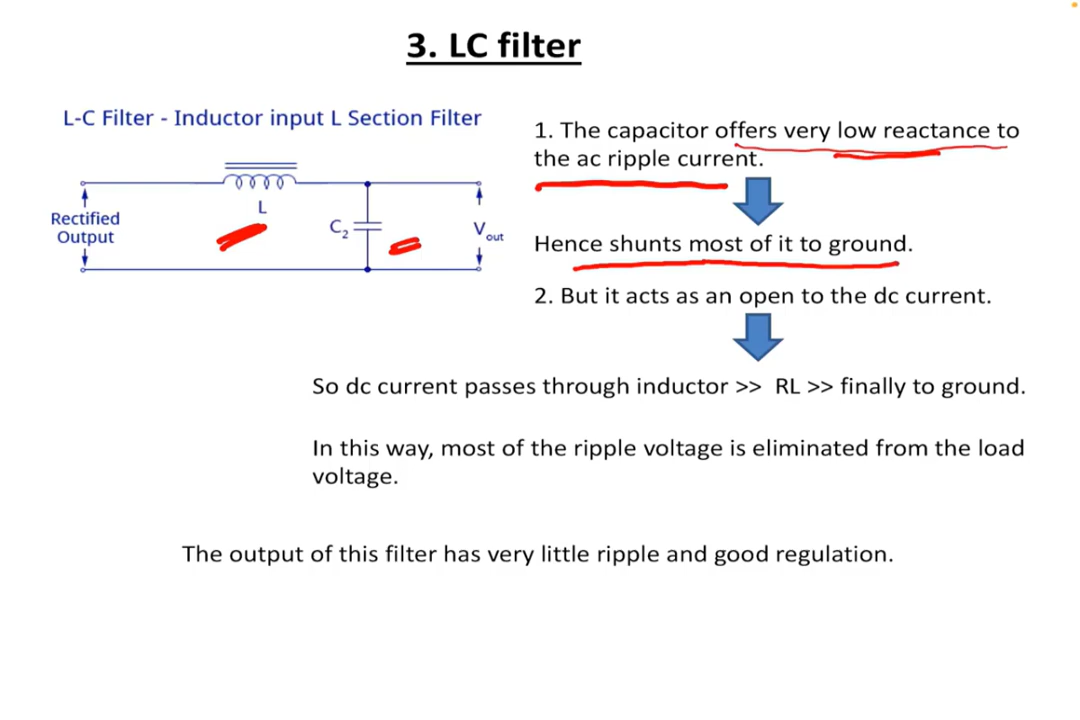 3. LC filter
L-C Filter - Inductor input L Section Filter
L
Rectified
Output
C2
Vout
1. The capacitor offers very low reactance to
the ac ripple current.
Hence shunts most of it to ground.
2. But it acts as an open to the dc current.
So dc current passes through inductor >> RL >> finally to ground.
In this way, most of the ripple voltage is eliminated from the load
voltage.
The output of this filter has very little ripple and good regulation.